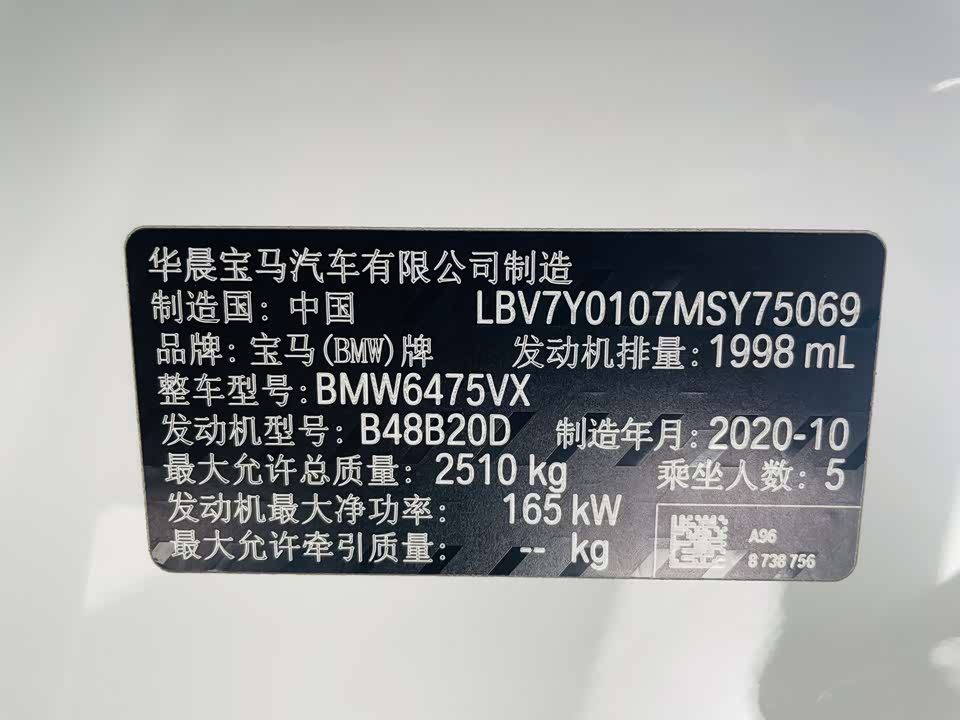 华晨宝马汽车有限公司制造
制造国: 中国 LBV7Y0107MSY75069
品牌: 宝马(BMW)牌 发动机排量: 1998 mL
整车型号: BMW6475VX
发动机型号: B48B20D 制造年月: 2020-10
最大允许总质量: 2510 kg 乘坐人数: 5
发动机最大净功率: 165 kW
最大允许牵引质量: -- kg
A96
8 738 756